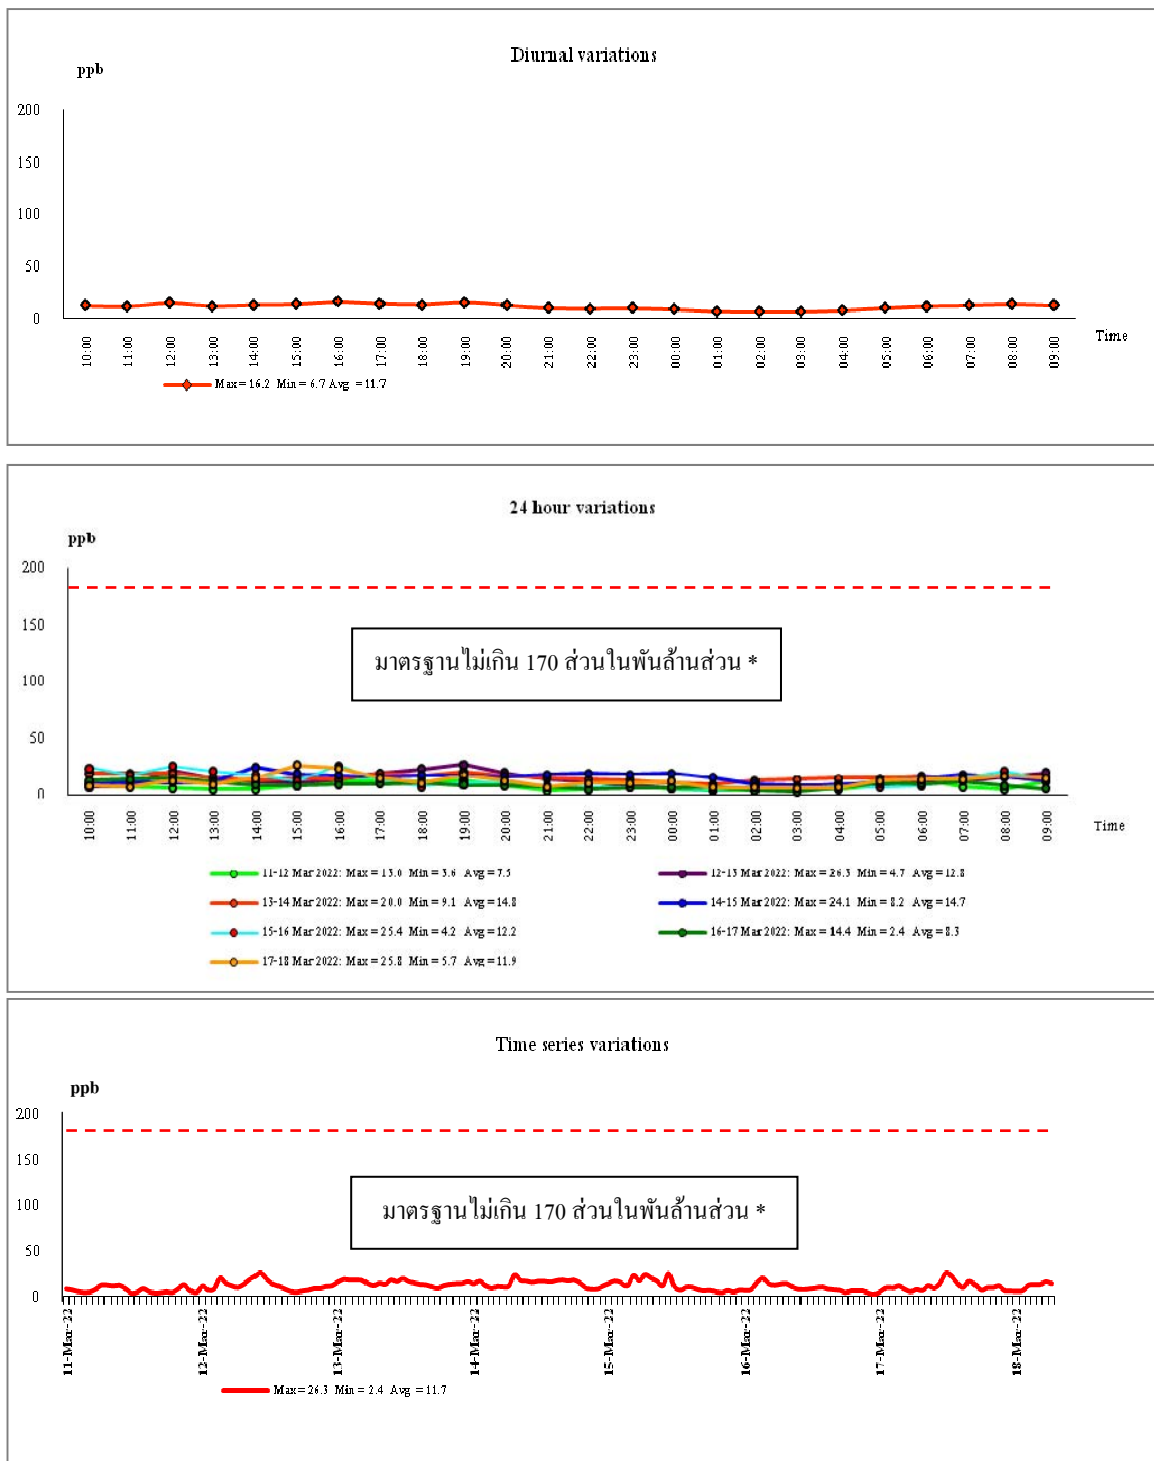 Diurnal variations
ppb
200
150
100
50
0
10:00 11:00 12:00 13:00 14:00 15:00 16:00 17:00 18:00 19:00 20:00 21:00 22:00 23:00 00:00 01:00 02:00 03:00 04:00 05:00 06:00 07:00 08:00 09:00
Time
Max = 16.2 Min = 6.7 Avg = 11.7
24 hour variations
ppb
200
150
100
50
0
มาตรฐานไม่เกิน 170 ส่วนในพันล้านส่วน *
10:00 11:00 12:00 13:00 14:00 15:00 16:00 17:00 18:00 19:00 20:00 21:00 22:00 23:00 00:00 01:00 02:00 03:00 04:00 05:00 06:00 07:00 08:00 09:00
Time
11-12 Mar 2022: Max = 13.0 Min = 3.6 Avg = 7.5
12-13 Mar 2022: Max = 26.3 Min = 4.7 Avg = 12.8
13-14 Mar 2022: Max = 20.0 Min = 9.1 Avg = 14.8
14-15 Mar 2022: Max = 24.1 Min = 8.2 Avg = 14.7
15-16 Mar 2022: Max = 25.4 Min = 4.2 Avg = 12.2
16-17 Mar 2022: Max = 14.4 Min = 2.4 Avg = 8.3
17-18 Mar 2022: Max = 25.8 Min = 5.7 Avg = 11.9
Time series variations
ppb
200
150
100
50
0
มาตรฐานไม่เกิน 170 ส่วนในพันล้านส่วน *
11-Mar-22 12-Mar-22 13-Mar-22 14-Mar-22 15-Mar-22 16-Mar-22 17-Mar-22 18-Mar-22
Max = 26.3 Min = 2.4 Avg = 11.7